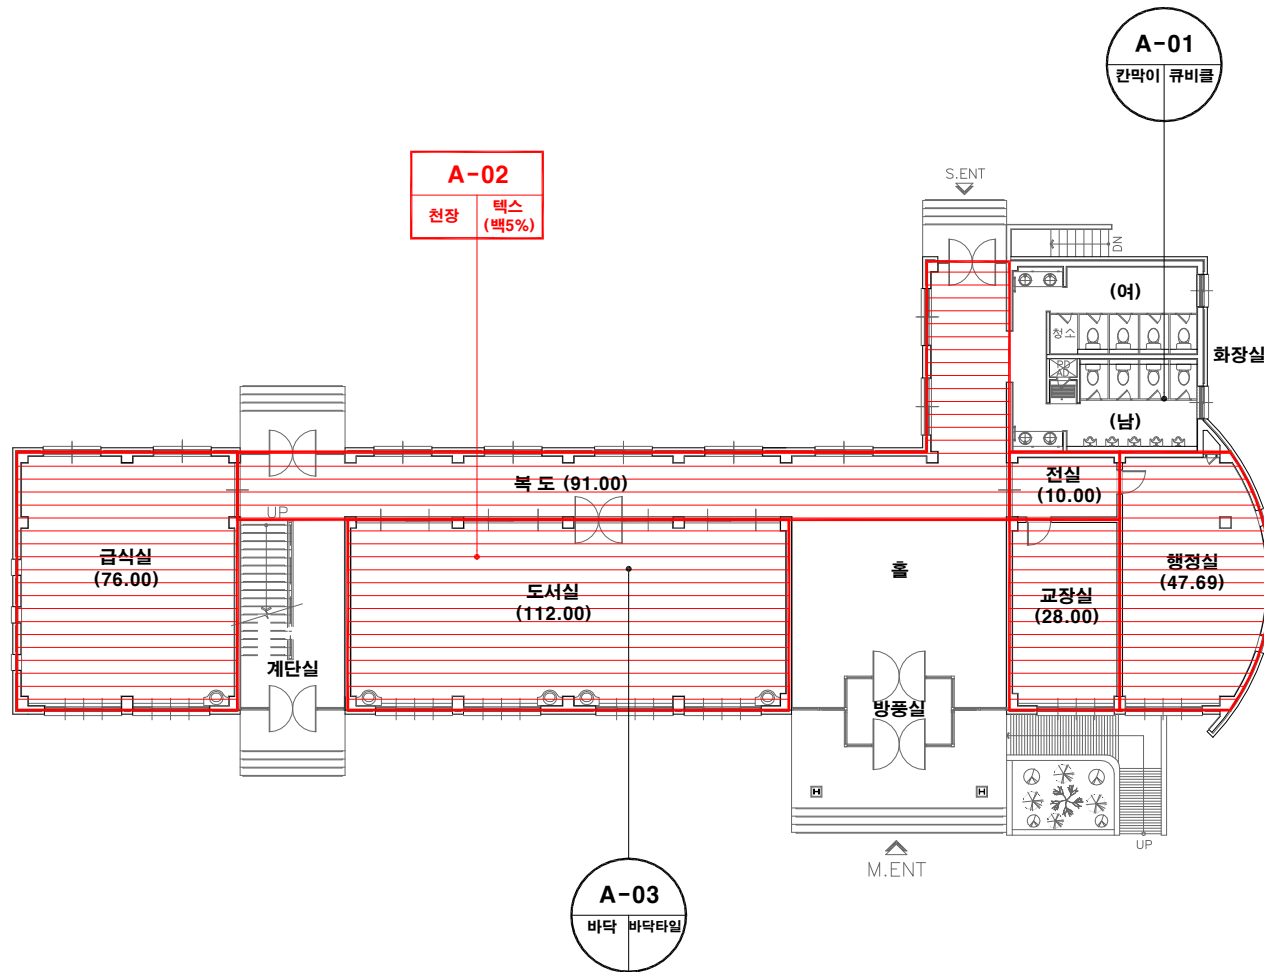 A-01
칸막이 큐비클
A-02
천장
텍스
(백5%)
S.ENT
DN
(여)
청소
화장실
PD
AD
(남)
복 도 (91.00)
전실
(10.00)
UP
급식실
(76.00)
도서실
(112.00)
홀
교장실
(28.00)
행정실
(47.69)
계단실
방풍실
H
H
UP
M.ENT
A-03
바닥 바닥타일